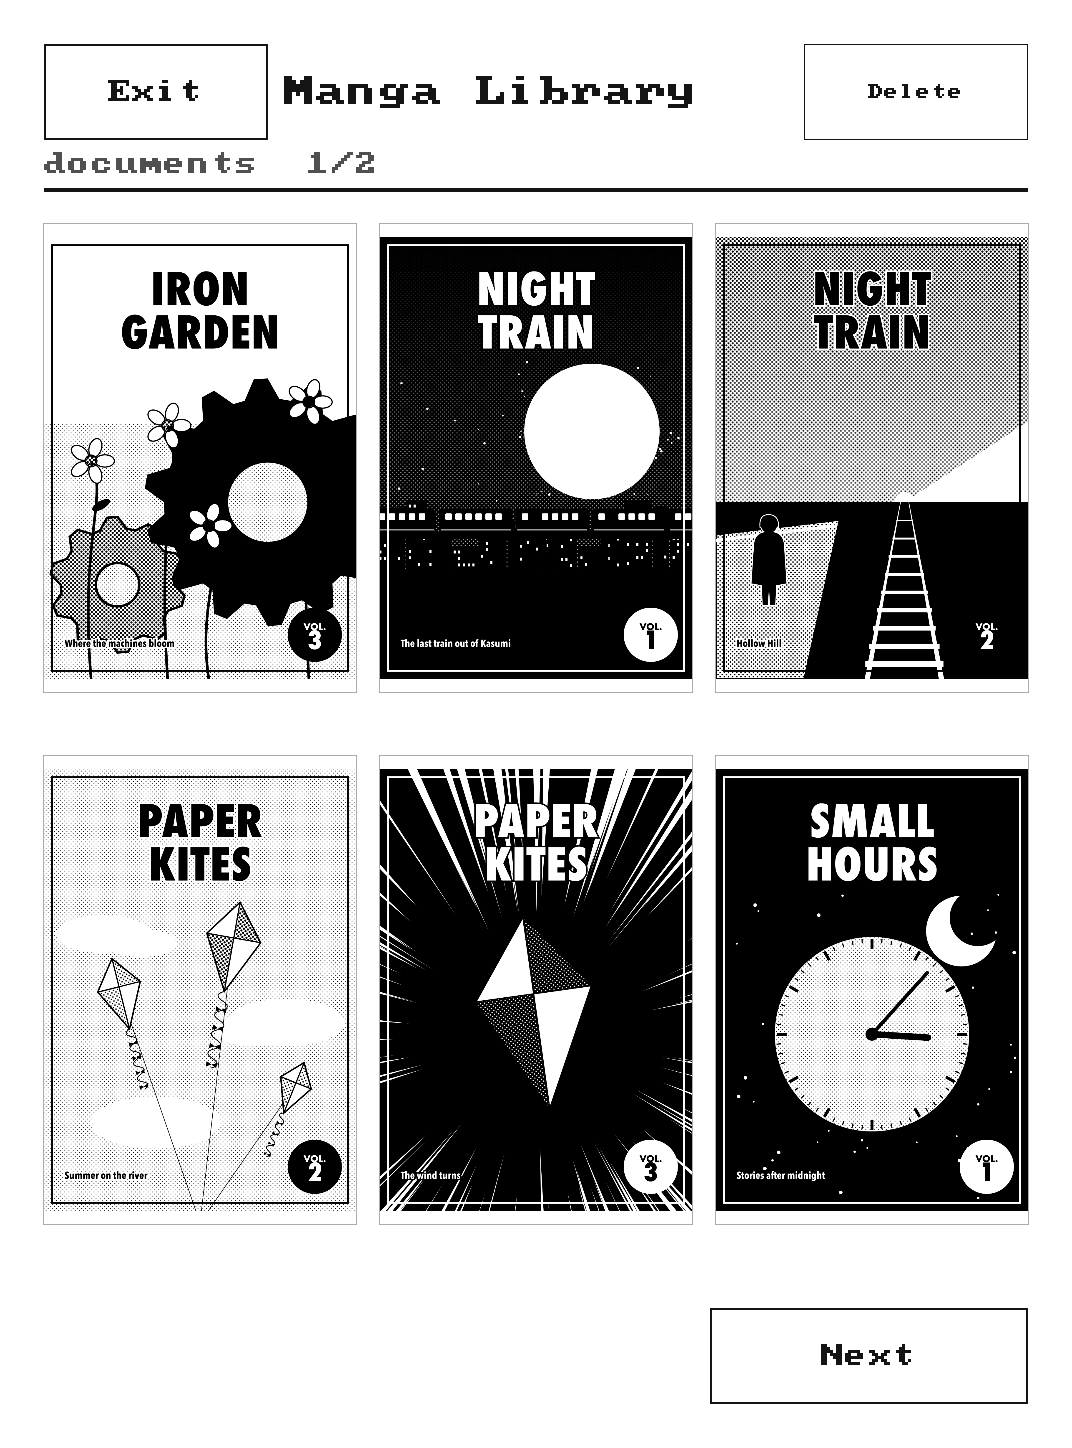 Exit
Manga Library
Delete
documents 1/2
IRON
GARDEN
Where the machines bloom
VOL.
3
NIGHT
TRAIN
The last train out of Kasumi
VOL.
1
NIGHT
TRAIN
Hollow Hill
VOL.
2
PAPER
KITES
Summer on the river
VOL.
2
PAPER
KITES
The wind turns
VOL.
3
SMALL
HOURS
Stories after midnight
VOL.
1
Next